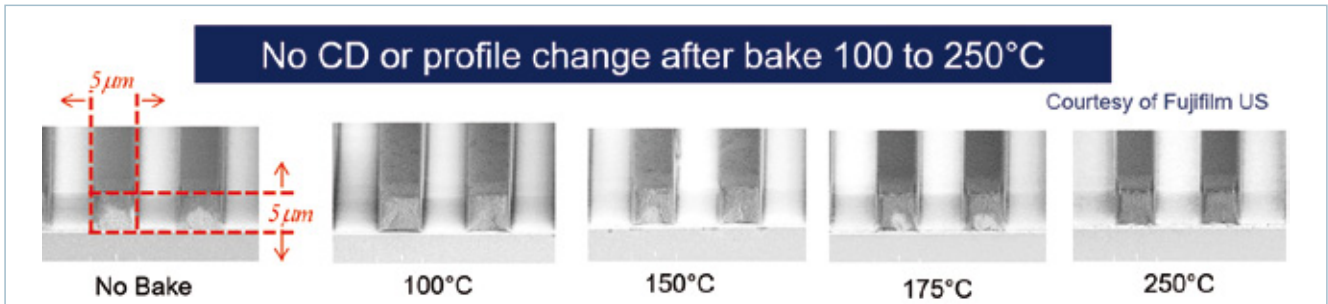 No CD or profile change after bake 100 to 250°C
Courtesy of Fujifilm US
5μm
5μm
No Bake
100°C
150°C
175°C
250°C